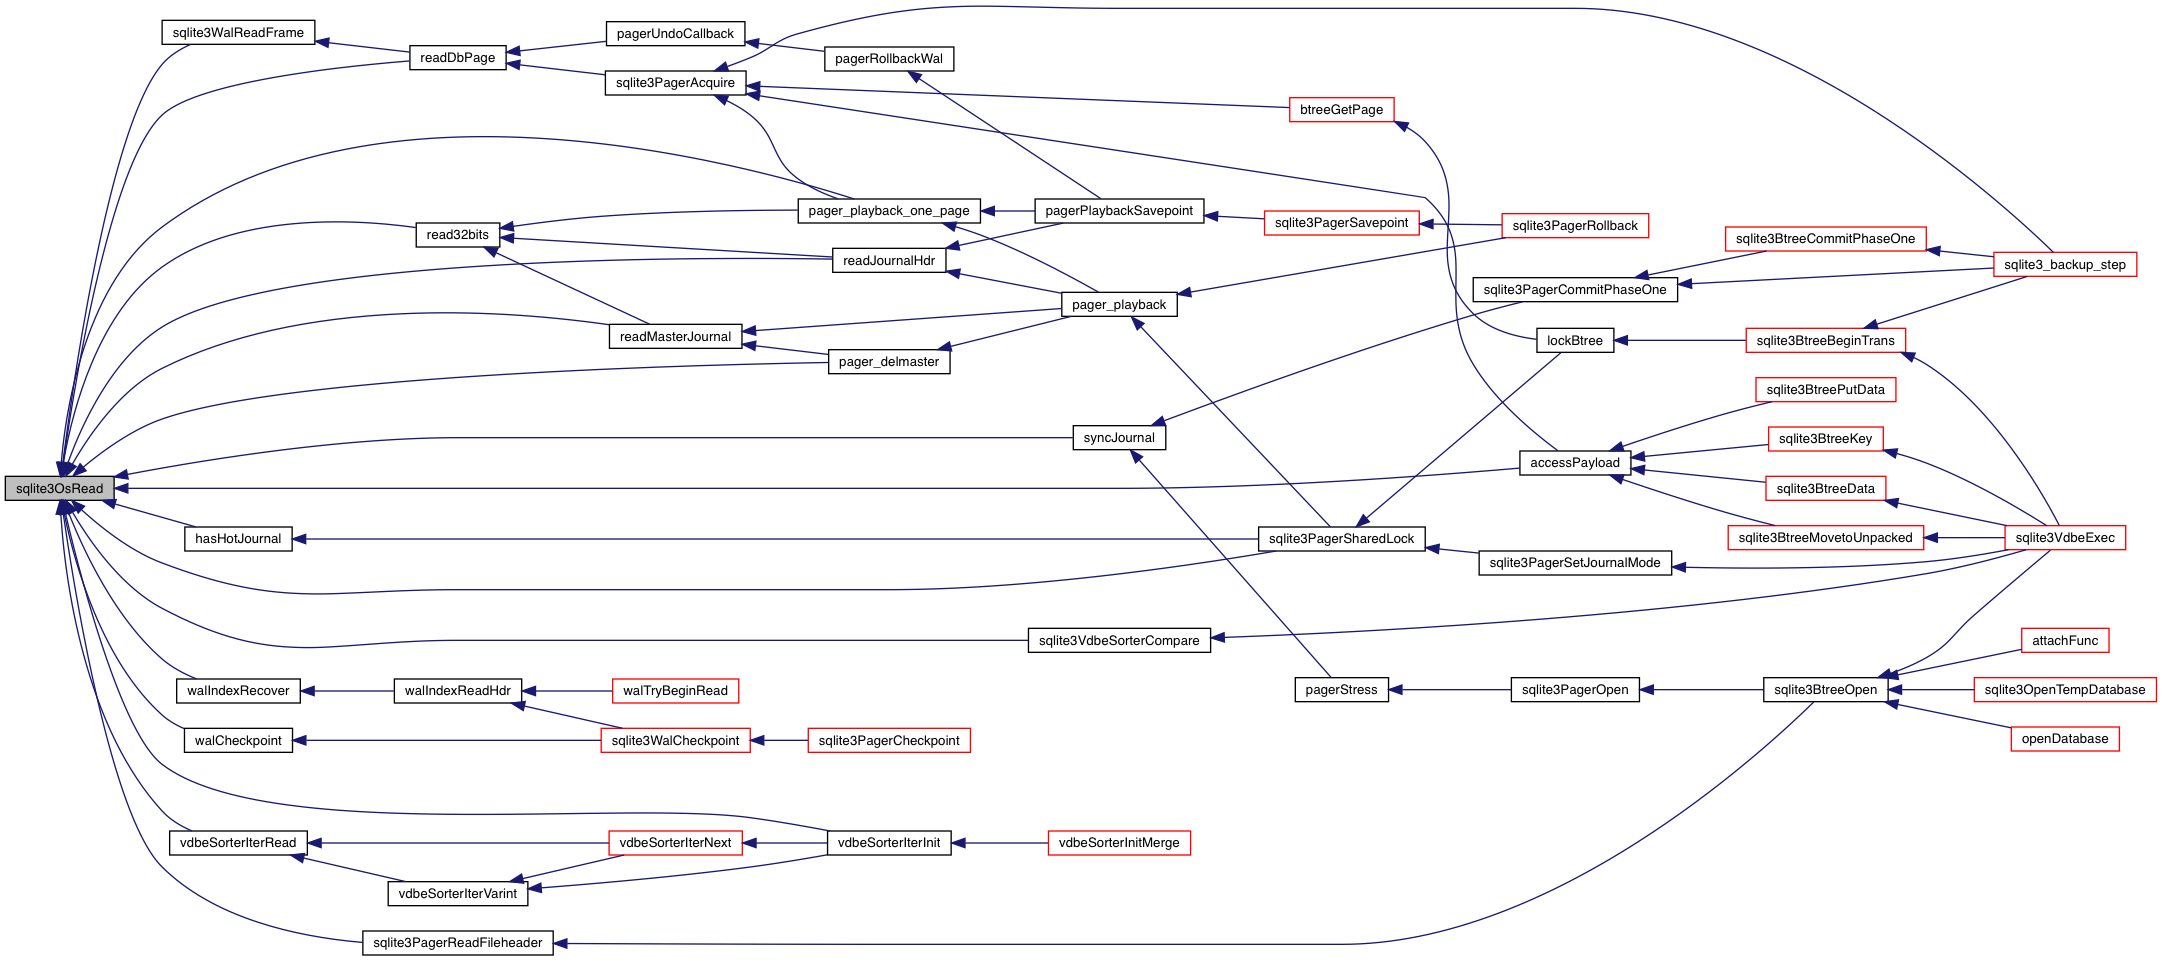 sqlite3WalReadFrame
pagerUndoCallback
readDbPage
pagerRollbackWal
sqlite3PagerAcquire
btreeGetPage
pager_playback_one_page
pagerPlaybackSavepoint
sqlite3PagerSavepoint
sqlite3PagerRollback
read32bits
sqlite3BtreeCommitPhaseOne
readJournalHdr
sqlite3_backup_step
sqlite3PagerCommitPhaseOne
pager_playback
readMasterJournal
lockBtree
sqlite3BtreeBeginTrans
pager_delmaster
sqlite3BtreePutData
syncJournal
sqlite3BtreeKey
accessPayload
sqlite3OsRead
sqlite3BtreeData
hasHotJournal
sqlite3PagerSharedLock
sqlite3BtreeMovetoUnpacked
sqlite3VdbeExec
sqlite3PagerSetJournalMode
sqlite3VdbeSorterCompare
attachFunc
walIndexRecover
walIndexReadHdr
walTryBeginRead
pagerStress
sqlite3PagerOpen
sqlite3BtreeOpen
sqlite3OpenTempDatabase
walCheckpoint
sqlite3WalCheckpoint
sqlite3PagerCheckpoint
openDatabase
vdbeSorterIterRead
vdbeSorterIterNext
vdbeSorterIterInit
vdbeSorterInitMerge
vdbeSorterIterVarint
sqlite3PagerReadFileheader